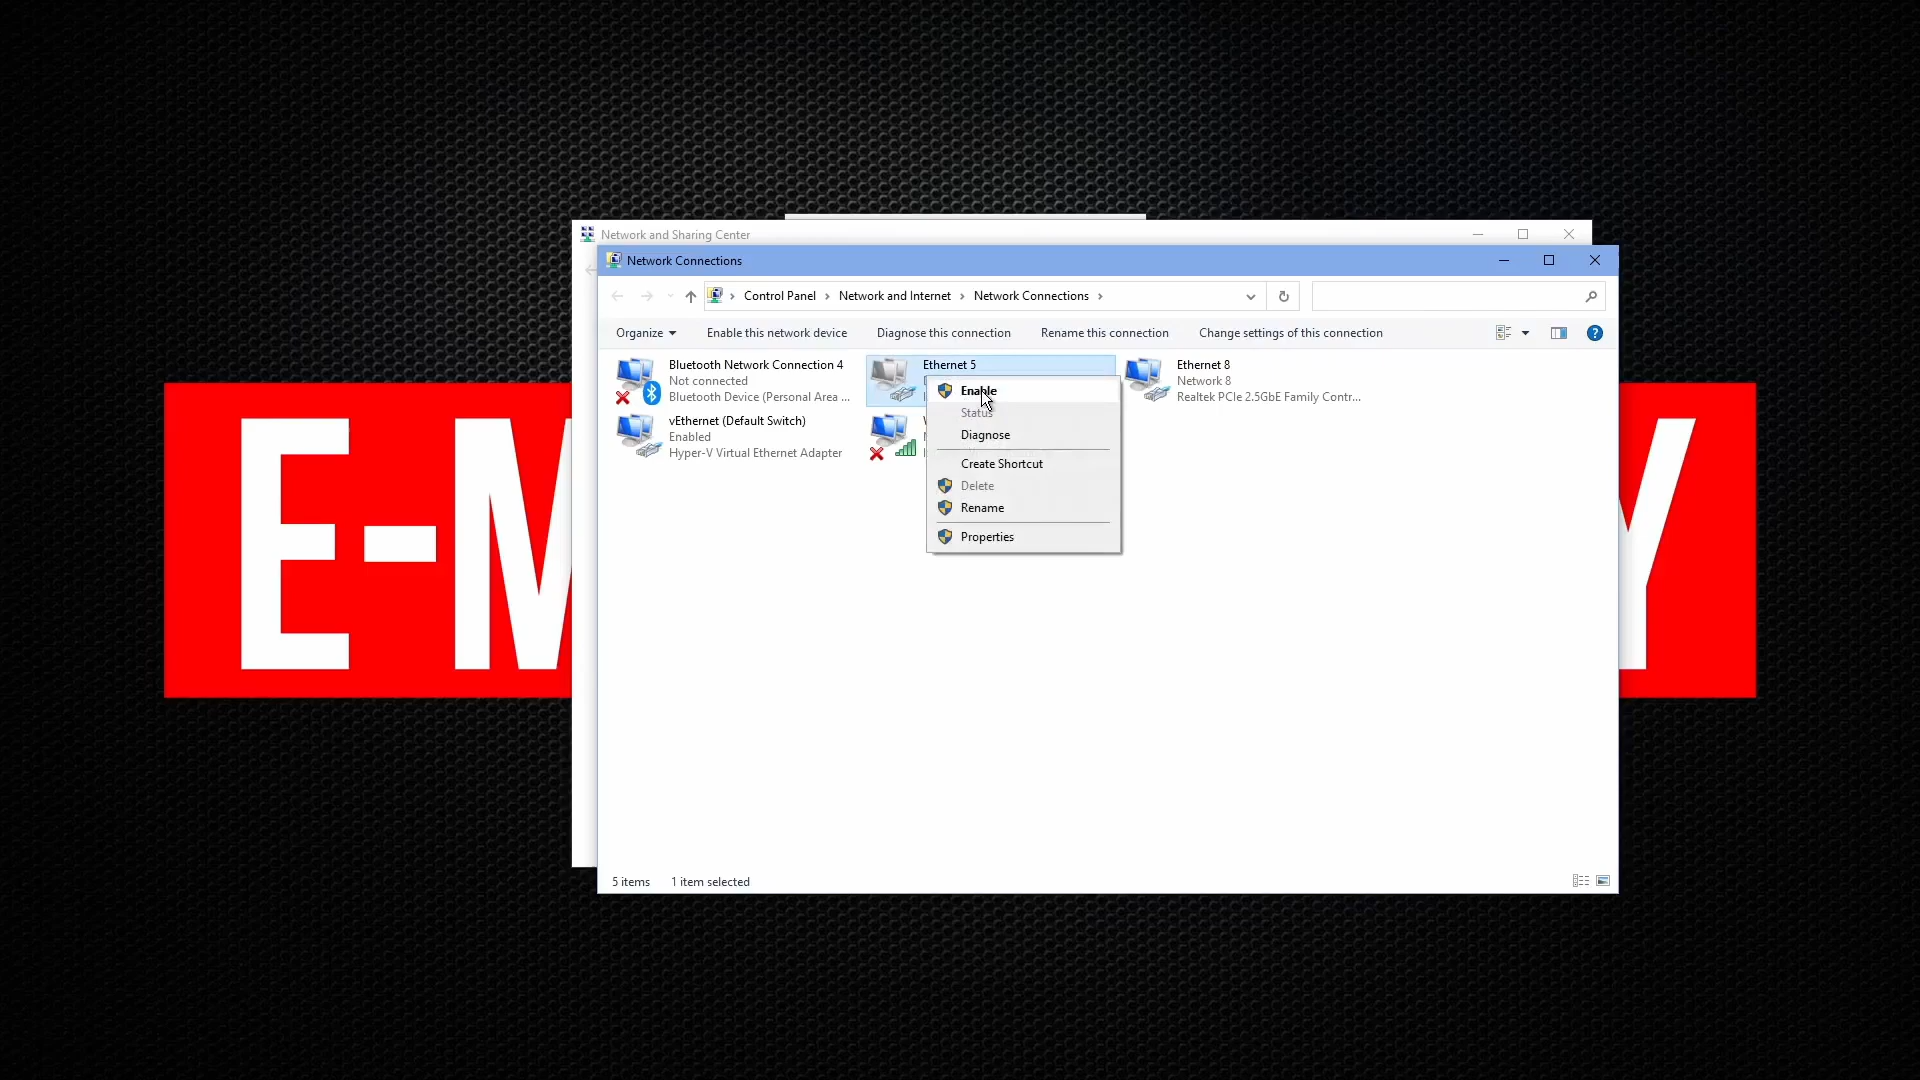 Network and Sharing Center
Network Connections
Control Panel > Network and Internet > Network Connections >
Organize Enable this network device Diagnose this connection Rename this connection Change settings of this connection
Bluetooth Network Connection 4
Not connected
Bluetooth Device (Personal Area ...
Ethernet 5
Ethernet 8
Network 8
Realtek PCIe 2.5GbE Family Contr...
vEthernet (Default Switch)
Enabled
Hyper-V Virtual Ethernet Adapter
Enable
Status
Diagnose
Create Shortcut
Delete
Rename
Properties
E-M
Y
5 items 1 item selected